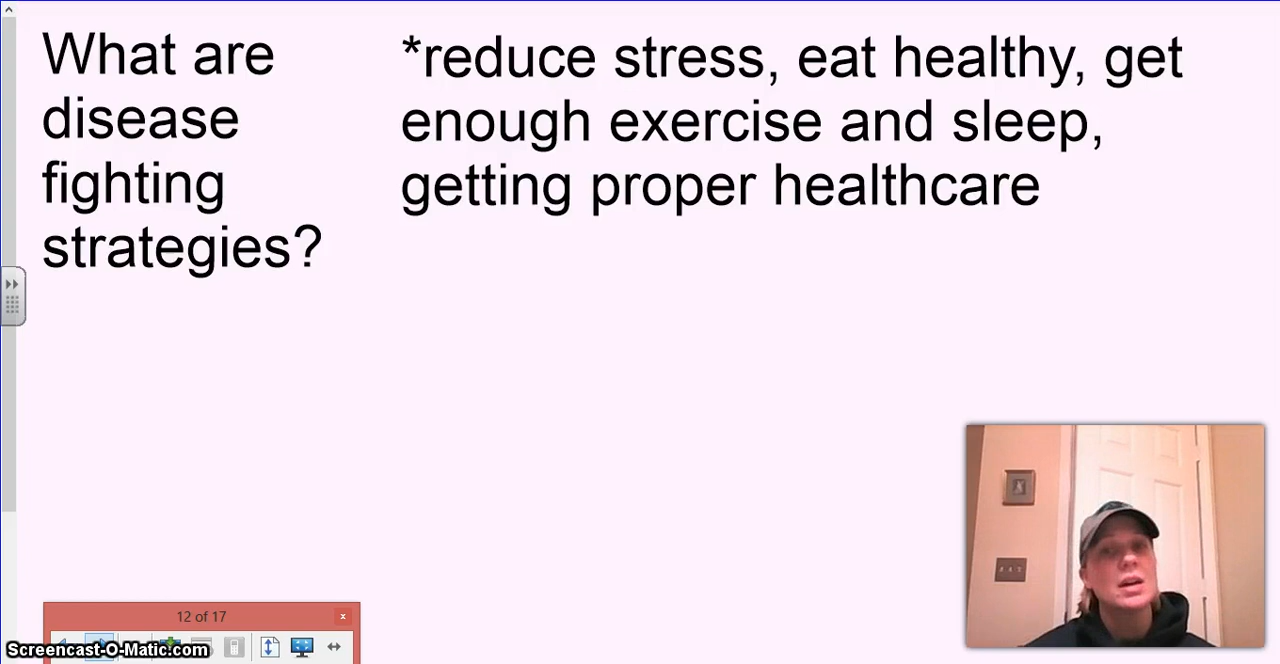 What are
disease
fighting
strategies?
*reduce stress, eat healthy, get
enough exercise and sleep,
getting proper healthcare
12 of 17
x
Screencast-O-Matic.com